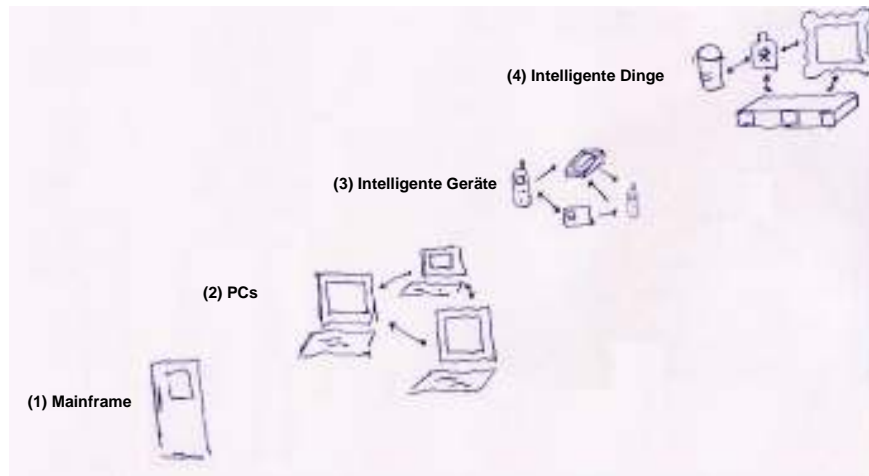 (4) Intelligente Dinge
(3) Intelligente Geräte
(2) PCs
(1) Mainframe